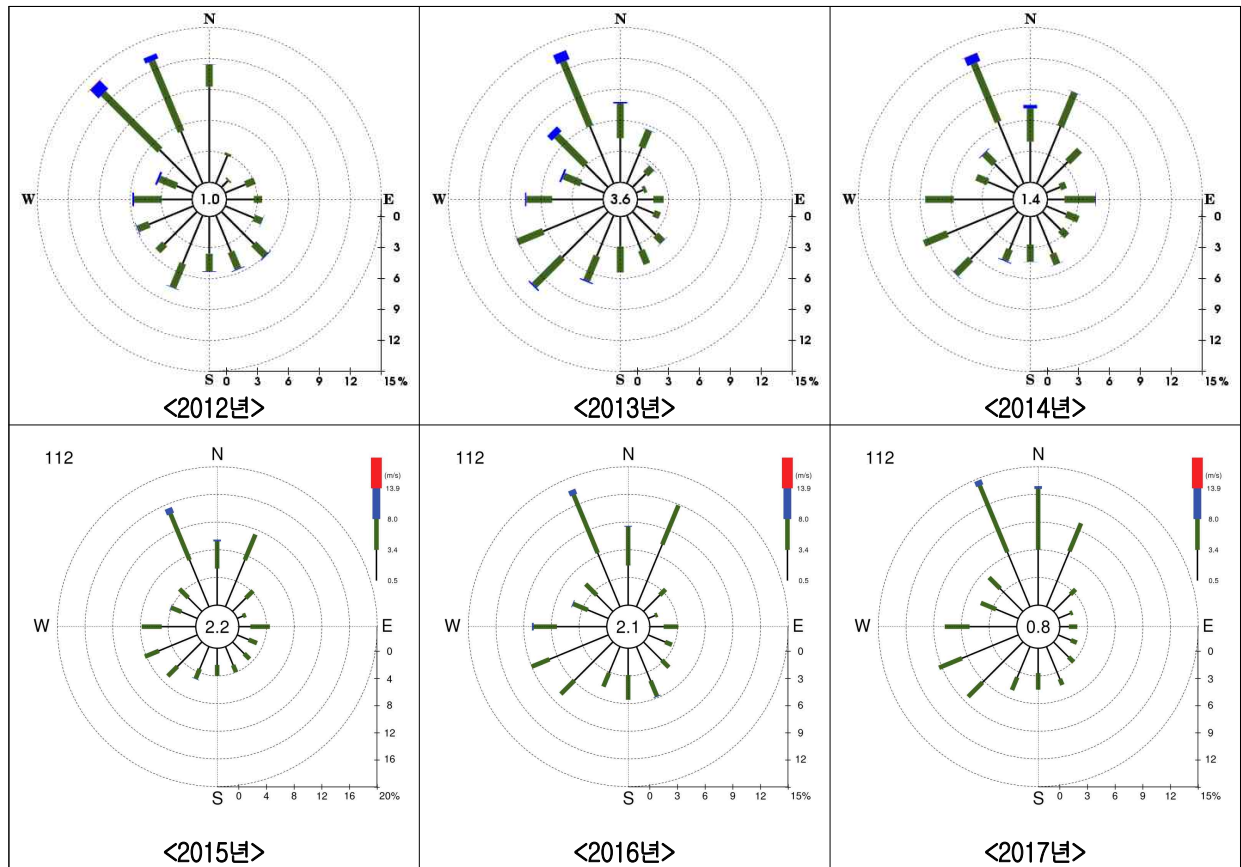 N
W
1.0
E
0
3
6
9
12
S
0 3 6 9 12 15%
<2012년>
N
W
3.6
E
0
3
6
9
12
S
0 3 6 9 12 15%
<2013년>
N
W
1.4
E
0
3
6
9
12
S
0 3 6 9 12 15%
<2014년>
112
N
(m/s)
13.9
8.0
3.4
0.5
W
2.2
E
0
4
8
12
16
S
0 4 8 12 16 20%
<2015년>
112
N
(m/s)
13.9
8.0
3.4
0.5
W
2.1
E
0
3
6
9
12
S
0 3 6 9 12 15%
<2016년>
112
N
(m/s)
13.9
8.0
3.4
0.5
W
0.8
E
0
3
6
9
12
S
0 3 6 9 12 15%
<2017년>